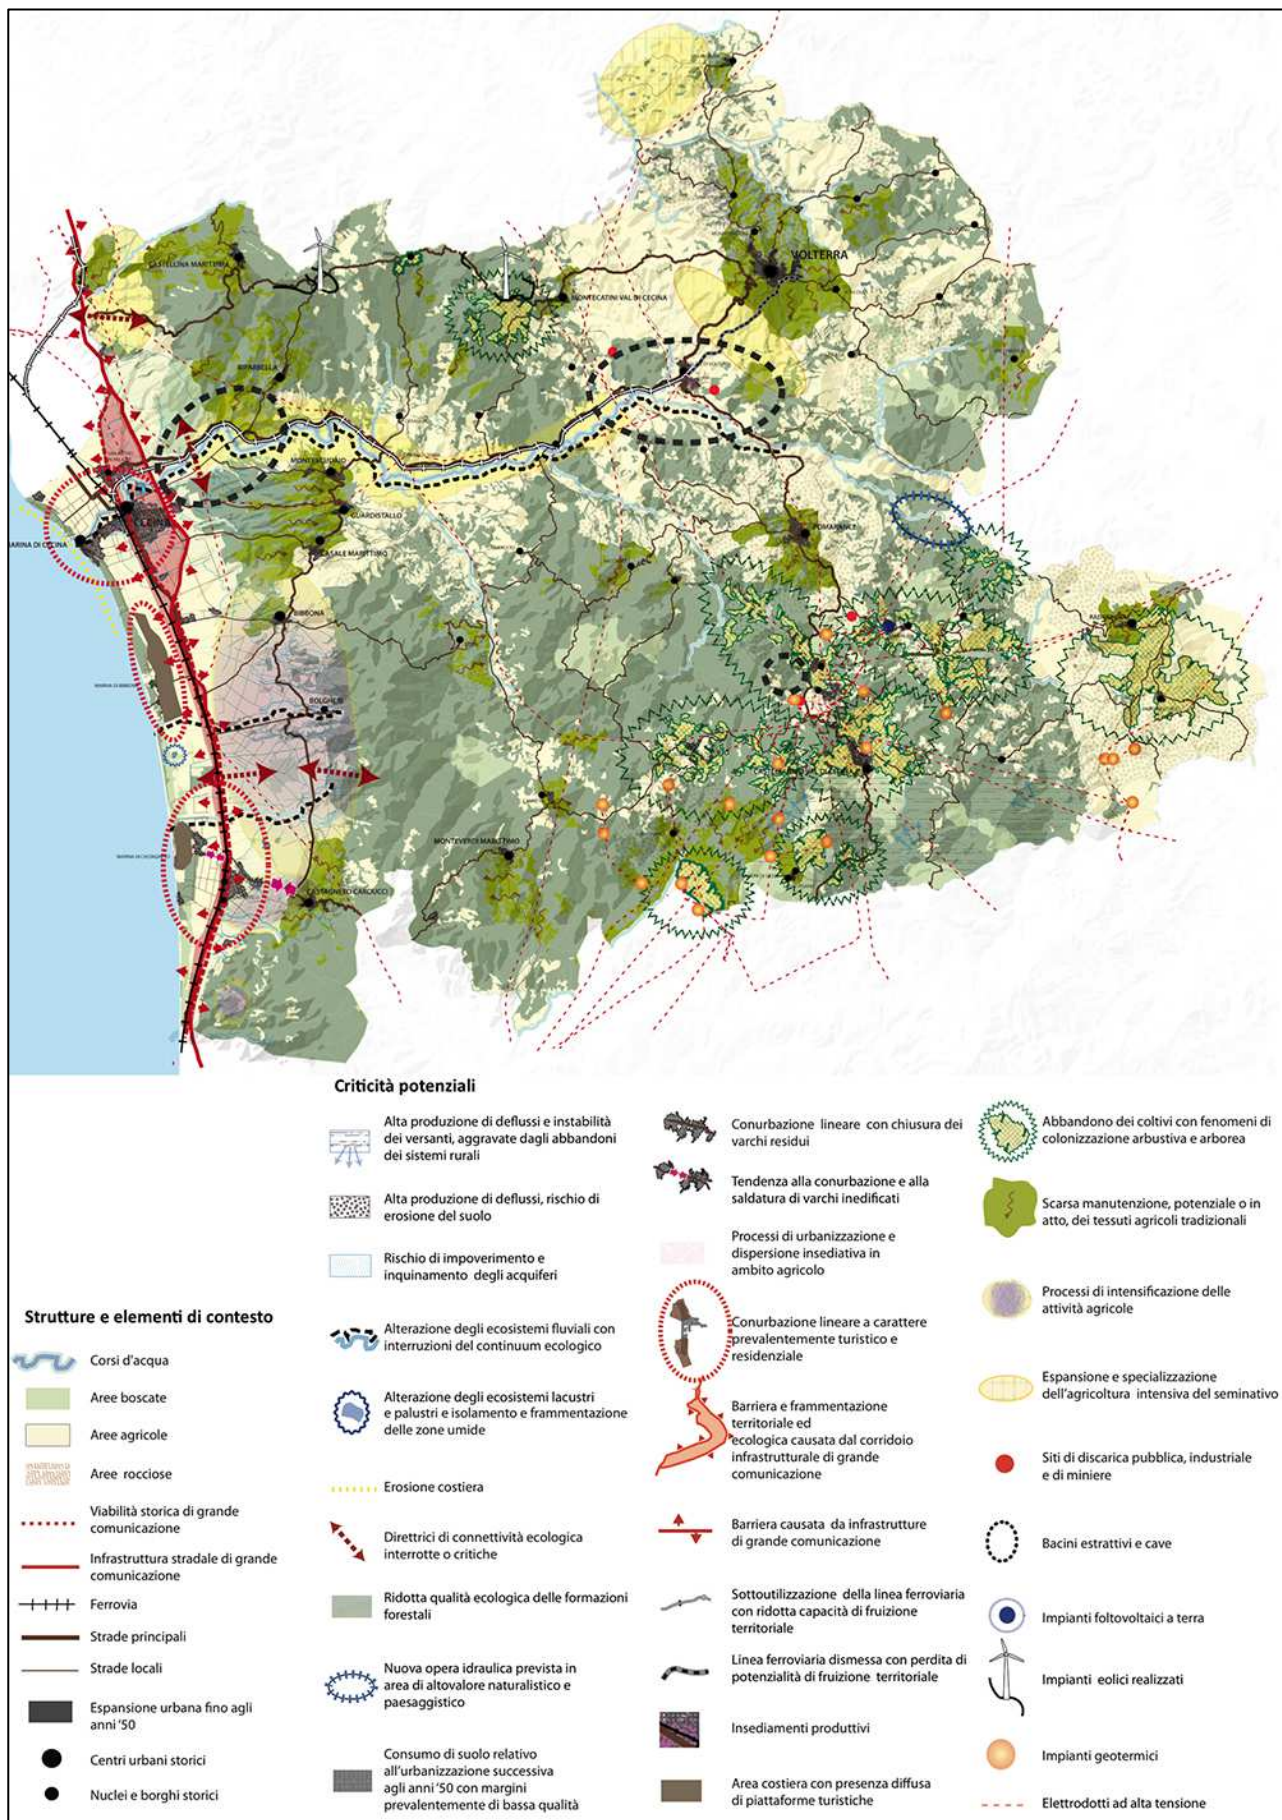 VOLTERRA
CASTELLINA MARITTIMA
MONTECATINI VAL DI CECINA
RIPARBELLA
MONTESCUDAIO
GUARDISTALLO
CECINA
MARINA DI CECINA
CASALE MARITTIMO
POMARANCE
BIBBONA
MARINA DI BIBBONA
BOLGHERI
MONTEVERDI MARITTIMO
CASTAGNETO CARDUCCI
Criticità potenziali
Alta produzione di deflussi e instabilità
dei versanti, aggravate dagli abbandoni
dei sistemi rurali
Alta produzione di deflussi, rischio di
erosione del suolo
Rischio di impoverimento e
inquinamento degli acquiferi
Alterazione degli ecosistemi fluviali con
interruzioni del continuum ecologico
Alterazione degli ecosistemi lacustri
e palustri e isolamento e frammentazione
delle zone umide
Erosione costiera
Direttrici di connettività ecologica
interrotte o critiche
Ridotta qualità ecologica delle formazioni
forestali
Nuova opera idraulica prevista in
area di altovalore naturalistico e
paesaggistico
Consumo di suolo relativo
all'urbanizzazione successiva
agli anni '50 con margini
prevalentemente di bassa qualità
Conurbazione lineare con chiusura dei
varchi residui
Tendenza alla conurbazione e alla
saldatura di varchi inedificati
Processi di urbanizzazione e
dispersione insediativa in
ambito agricolo
Conurbazione lineare a carattere
prevalentemente turistico e
residenziale
Barriera e frammentazione
territoriale ed
ecologica causata dal corridoio
infrastrutturale di grande
comunicazione
Barriera causata da infrastrutture
di grande comunicazione
Sottoutilizzazione della linea ferroviaria
con ridotta capacità di fruizione
territoriale
Linea ferroviaria dismessa con perdita di
potenzialità di fruizione territoriale
Insediamenti produttivi
Area costiera con presenza diffusa
di piattaforme turistiche
Abbandono dei coltivi con fenomeni di
colonizzazione arbustiva e arborea
Scarsa manutenzione, potenziale o in
atto, dei tessuti agricoli tradizionali
Processi di intensificazione delle
attività agricole
Espansione e specializzazione
dell'agricoltura intensiva del seminativo
Siti di discarica pubblica, industriale
e di miniere
Bacini estrattivi e cave
Impianti foltovoltaici a terra
Impianti eolici realizzati
Impianti geotermici
Elettrodotti ad alta tensione
Strutture e elementi di contesto
Corsi d'acqua
Aree boscate
Aree agricole
Aree rocciose
Viabilità storica di grande
comunicazione
Infrastruttura stradale di grande
comunicazione
Ferrovia
Strade principali
Strade locali
Espansione urbana fino agli
anni '50
Centri urbani storici
Nuclei e borghi storici